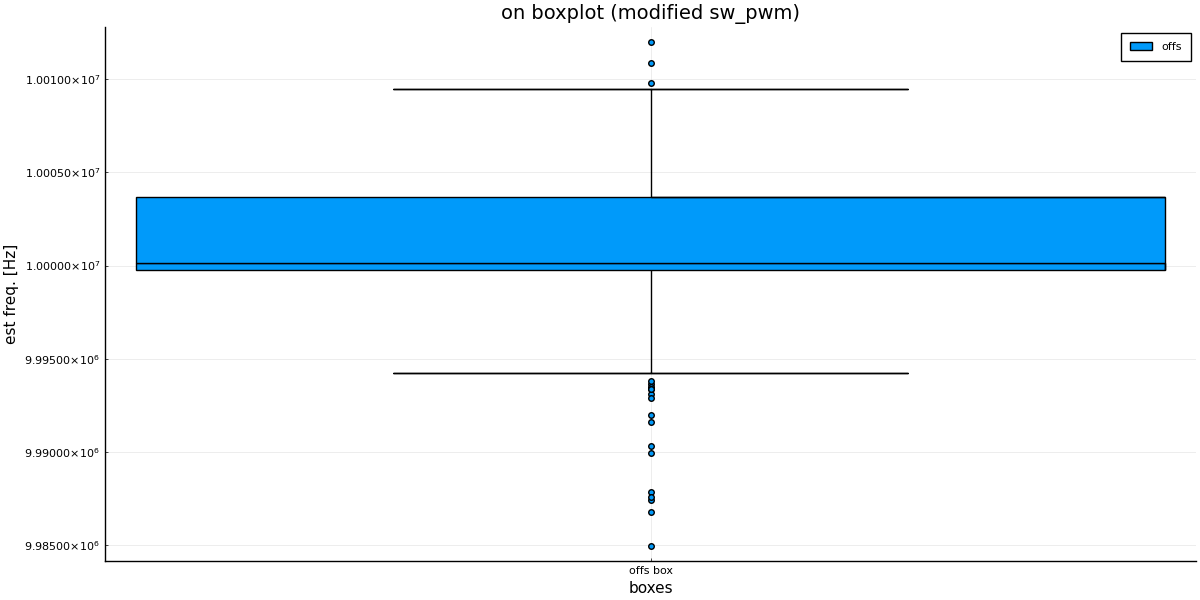 on boxplot (modified sw_pwm)
offs
1.00100×10⁷
1.00050×10⁷
1.00000×10⁷
9.99500×10⁶
9.99000×10⁶
9.98500×10⁶
est freq. [Hz]
offs box
boxes